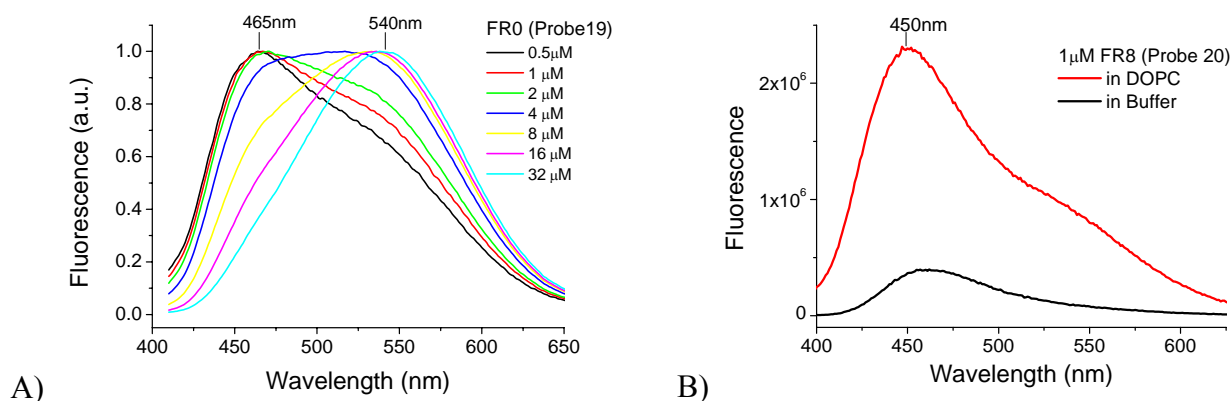 465nm 540nm
FR0 (Probe19)
0.5μM
1 μM
2 μM
4 μM
8 μM
16 μM
32 μM
1.0
0.8
0.6
0.4
0.2
0.0
Fluorescence (a.u.)
400 450 500 550 600 650
Wavelength (nm)
A)
450nm
1μM FR8 (Probe 20)
in DOPC
in Buffer
2x10⁶
1x10⁶
0
Fluorescence
400 450 500 550 600
Wavelength (nm)
B)